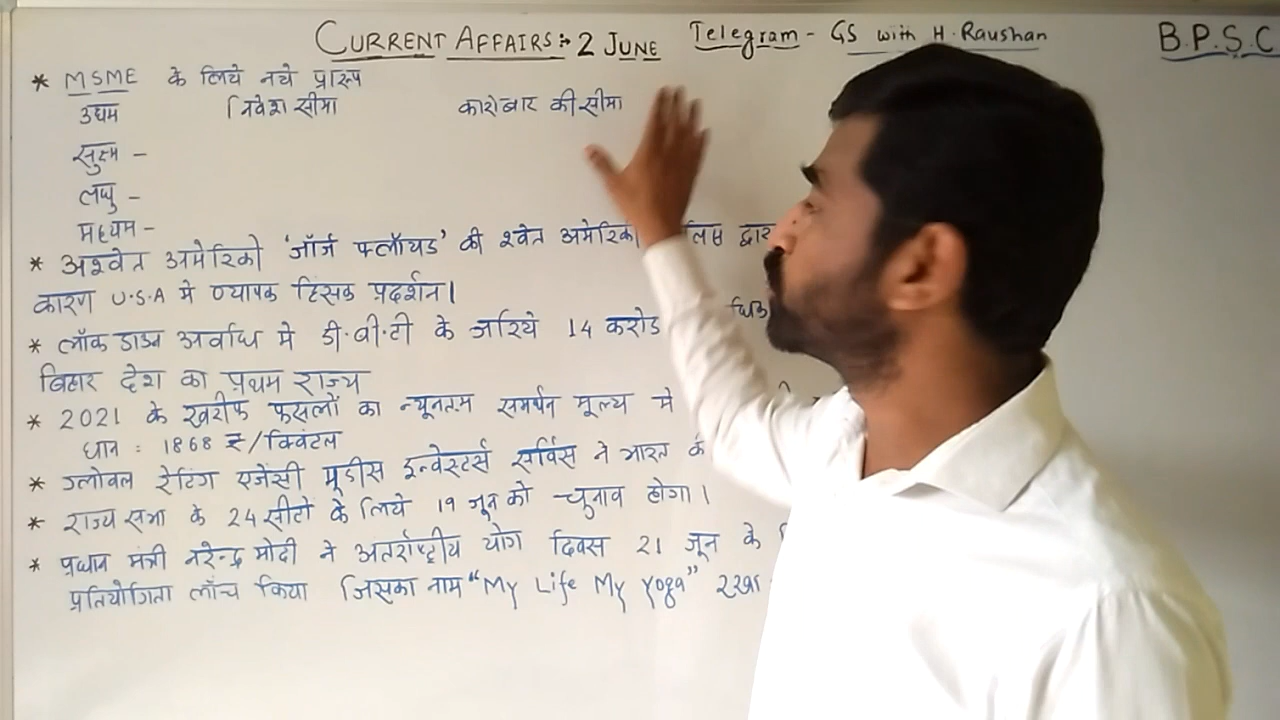 CURRENT AFFAIRS:- 2 JUNE Telegram - GS with H. Raushan B.P.S.C
* MSME के लिये नये प्रारूप
उद्यम निवेश सीमा कारोबार की सीमा
सुक्ष्म -
लघु -
मध्यम -
* अश्वेत अमेरिकी 'जॉर्ज फ्लॉयड' की श्वेत अमेरिकी द्वारा
कारण U.S.A में व्यापक हिंसक प्रदर्शन।
* लॉक डाउन अवधि में डी.बी.टी के जरिये 14 करोड़
बिहार देश का प्रथम राज्य
* 2021 के खरीफ फसलों का न्यूनतम समर्थन मूल्य में
धान : 1868 ₹/क्विंटल
* ग्लोबल रेटिंग एजेंसी मूडीस इन्वेस्टर्स सर्विस ने भारत के
* राज्य सभा के 24 सीटों के लिये 19 जून को चुनाव होगा।
* प्रधान मंत्री नरेन्द्र मोदी ने अंतर्राष्ट्रीय योग दिवस 21 जून के
प्रतियोगिता लॉंच किया जिसका नाम "My Life My Yoga" रखा